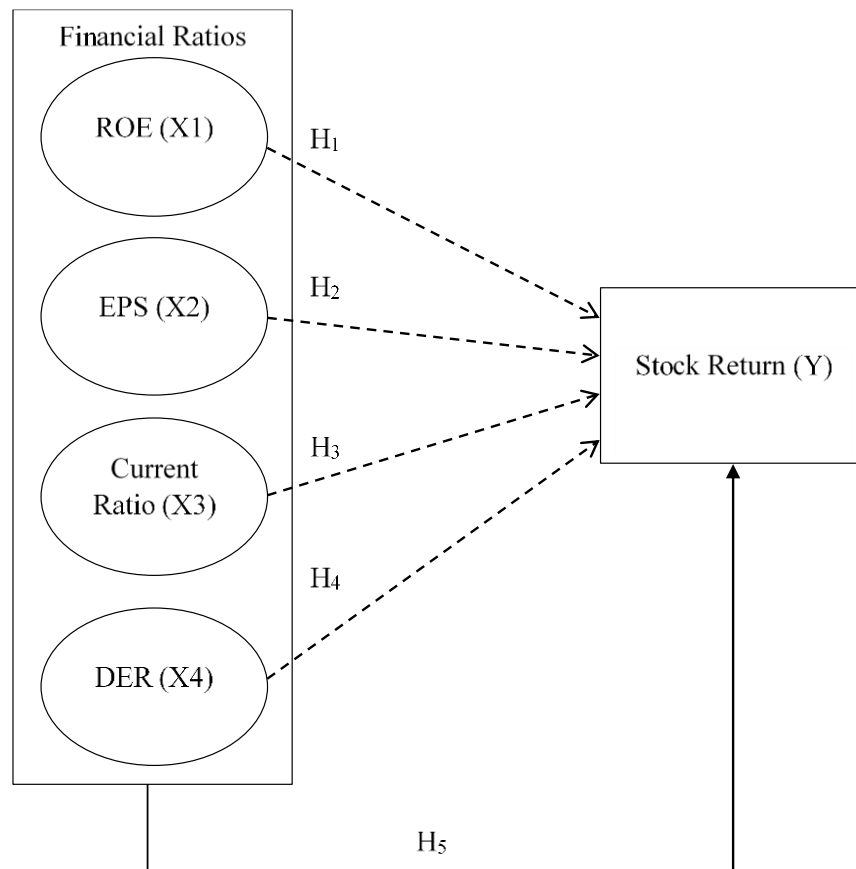 Financial Ratios
ROE (X1)
H₁
EPS (X2)
H₂
Stock Return (Y)
Current
Ratio (X3)
H₃
H₄
DER (X4)
H₅